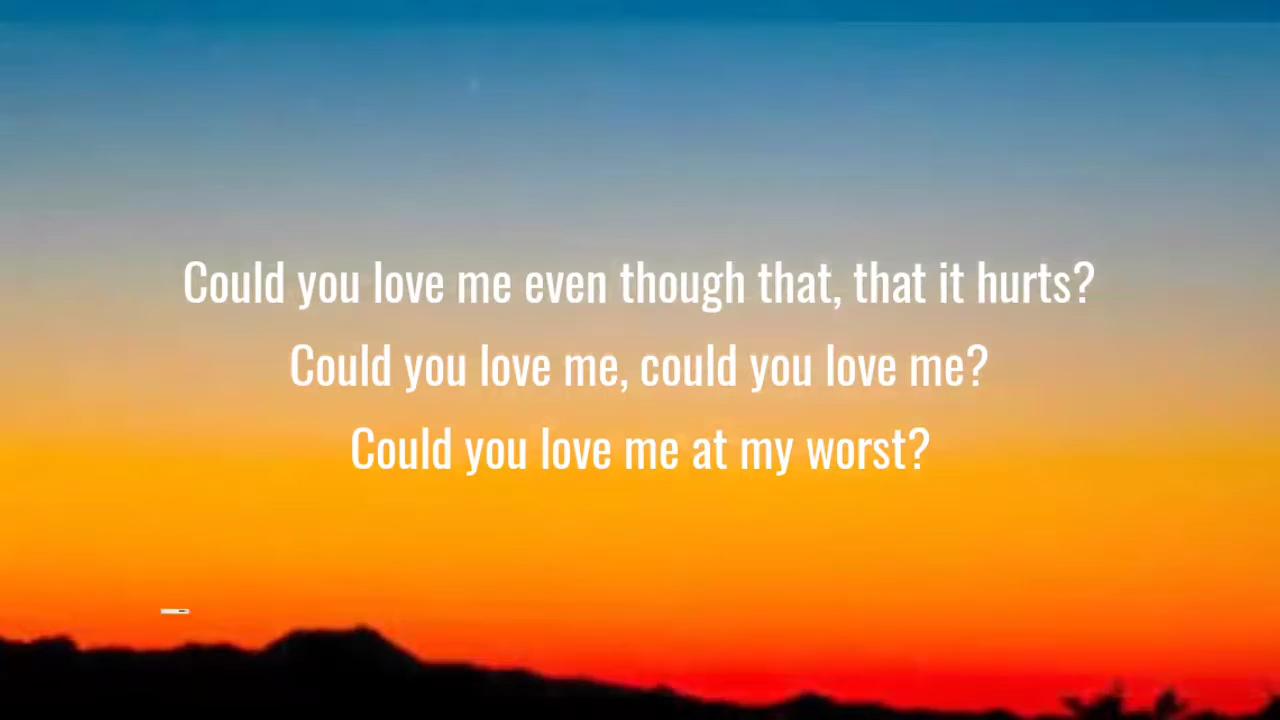 Could you love me even though that, that it hurts?
Could you love me, could you love me?
Could you love me at my worst?